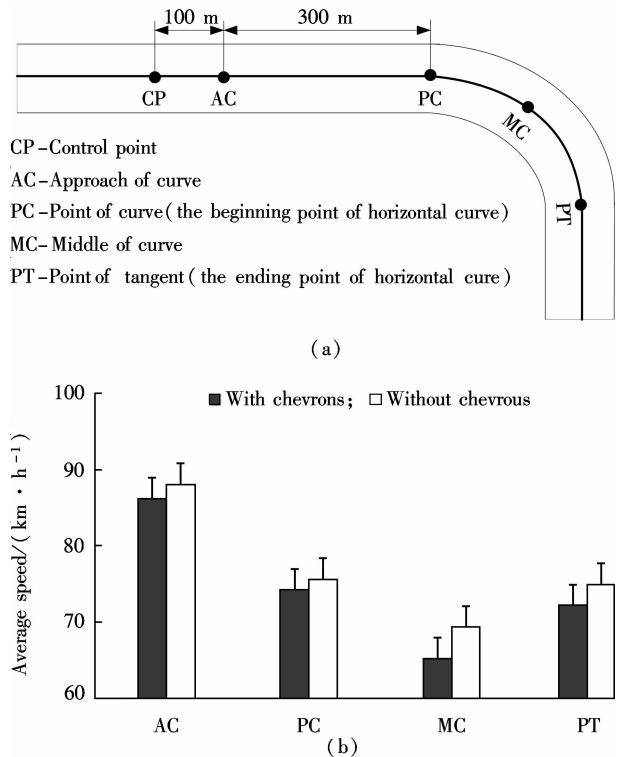 100 m
300 m
CP
AC
PC
MC
PT
CP-Control point
AC-Approach of curve
PC-Point of curve(the beginning point of horizontal curve)
MC-Middle of curve
PT-Point of tangent(the ending point of horizontal cure)
(a)
100
With chevrons; Without chevrous
90
80
70
60
Average speed/(km·h⁻¹)
AC PC MC PT
(b)